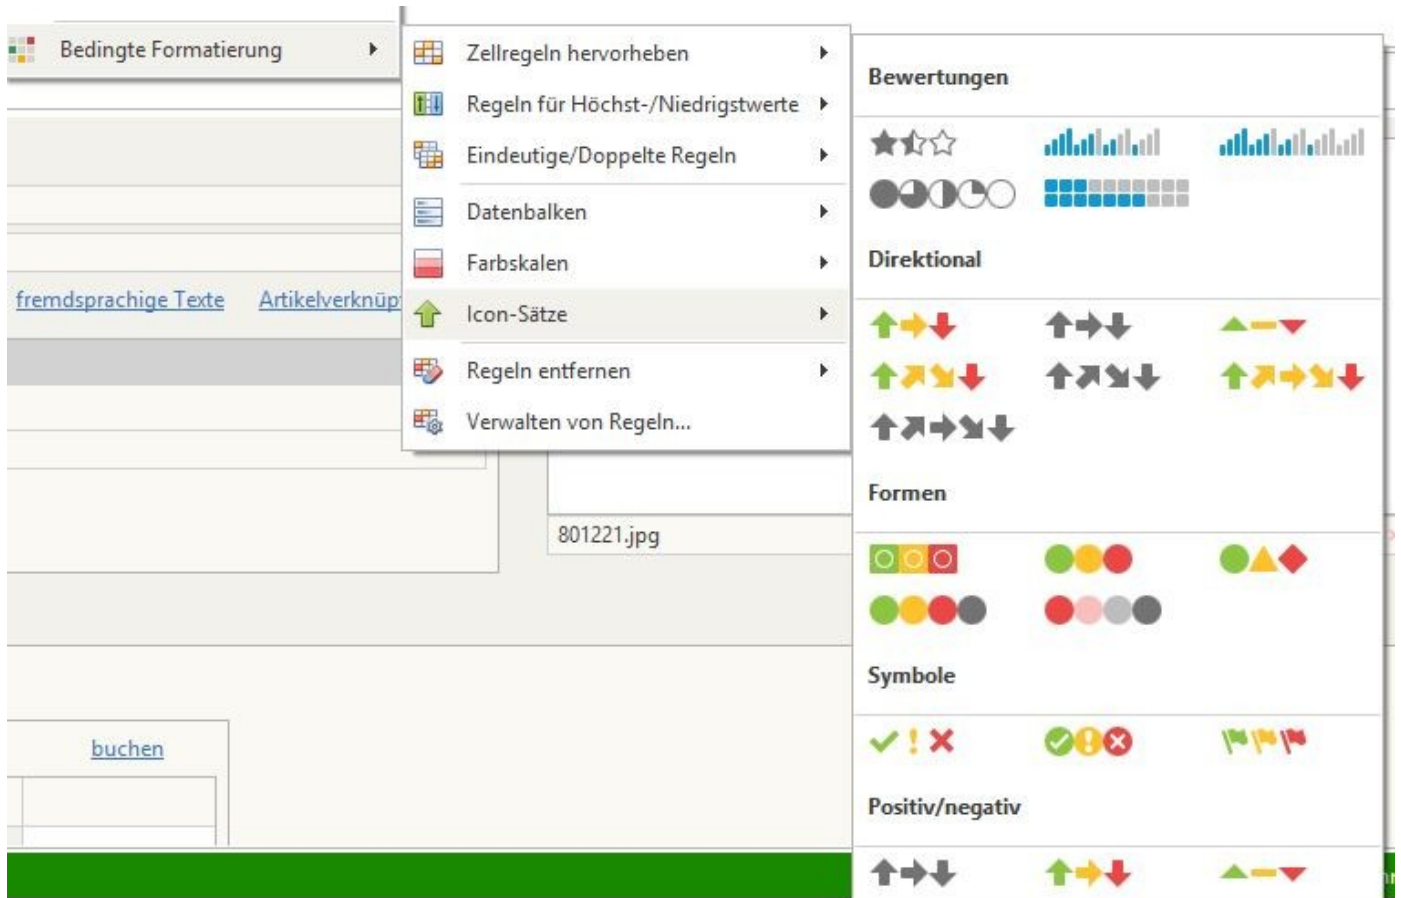 Bedingte Formatierung
Zellregeln hervorheben
Regeln für Höchst-/Niedrigstwerte
Eindeutige/Doppelte Regeln
Datenbalken
Farbskalen
Icon-Sätze
Regeln entfernen
Verwalten von Regeln...
Bewertungen
Direktional
Formen
Symbole
Positiv/negativ
fremdsprachige Texte
801221.jpg
buchen